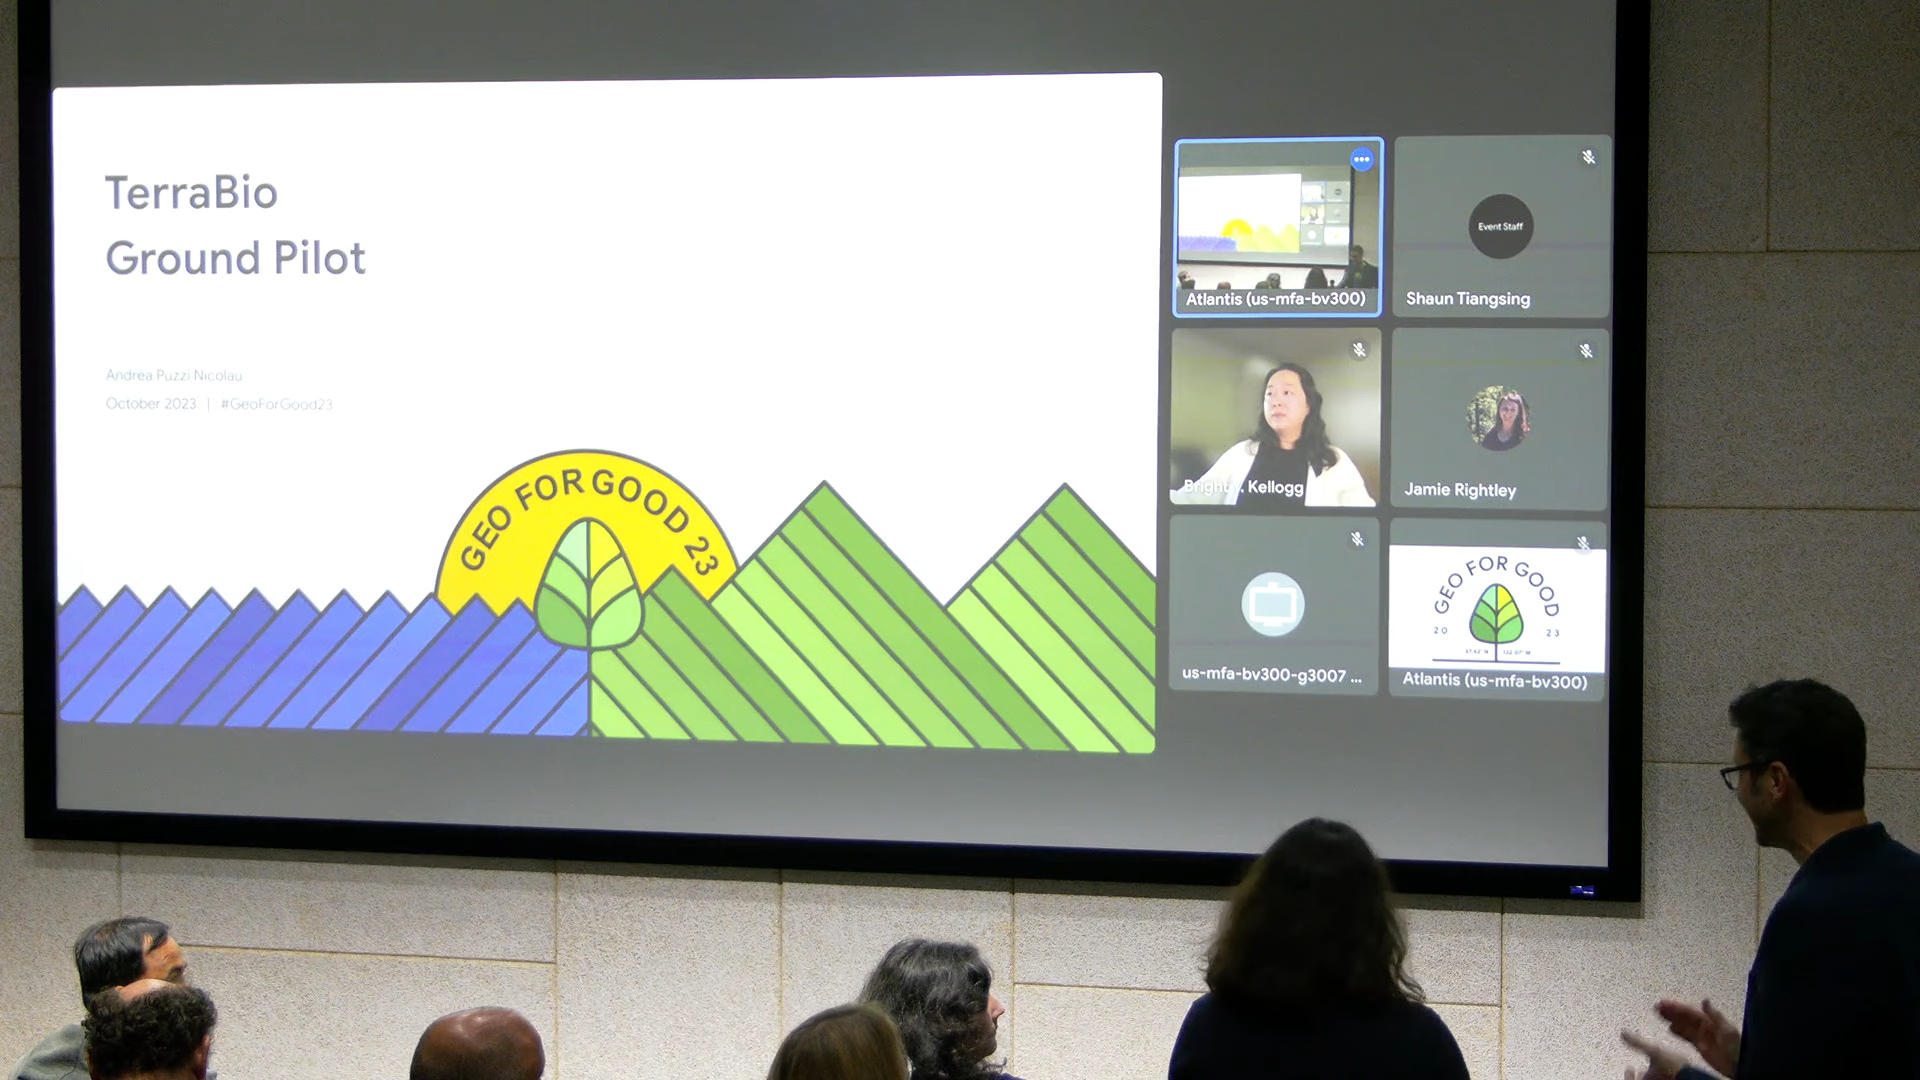 TerraBio
Ground Pilot
Andrea Puzzi Nicolau
October 2023 | #GeoForGood23
GEO FOR GOOD 23
Atlantis (us-mfa-bv300)
Event Staff
Shaun Tiangsing
Kellogg
Jamie Rightley
us-mfa-bv300-g3007 ...
GEO FOR GOOD
20 23
Atlantis (us-mfa-bv300)